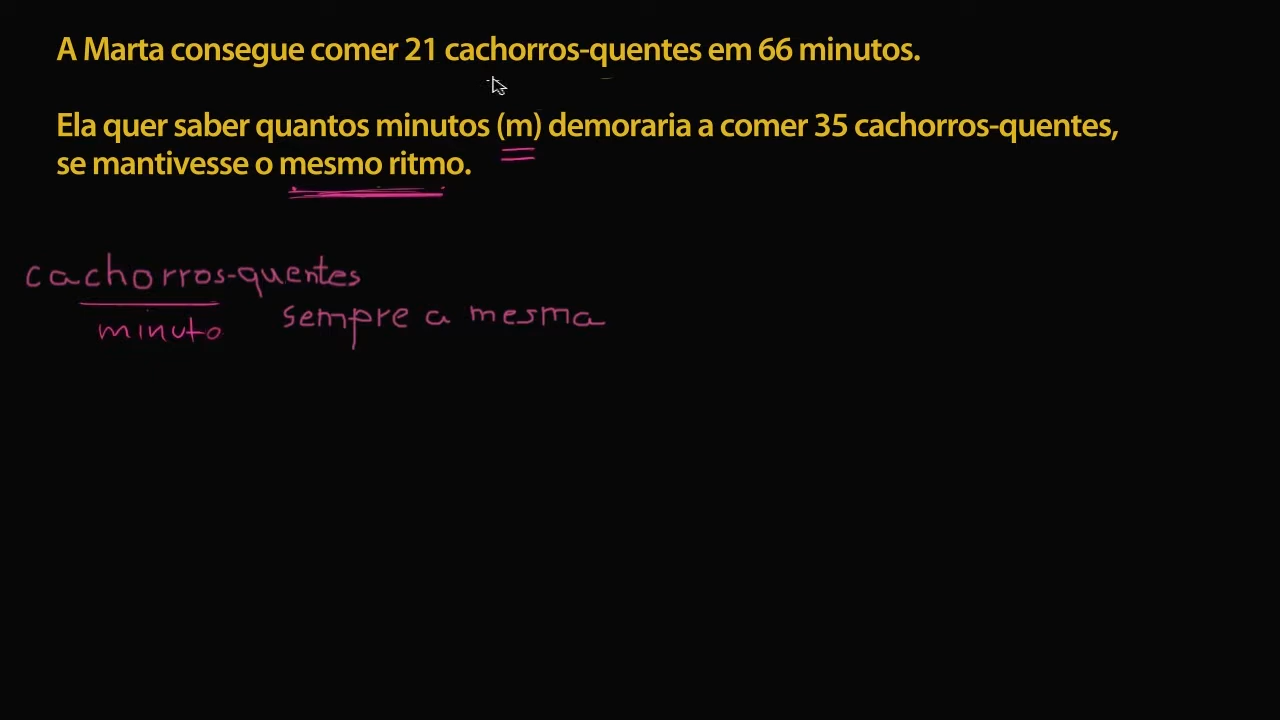 A Marta consegue comer 21 cachorros-quentes em 66 minutos.
Ela quer saber quantos minutos (m) demoraria a comer 35 cachorros-quentes,
se mantivesse o mesmo ritmo.
cachorros-quentes
minuto
sempre a mesma